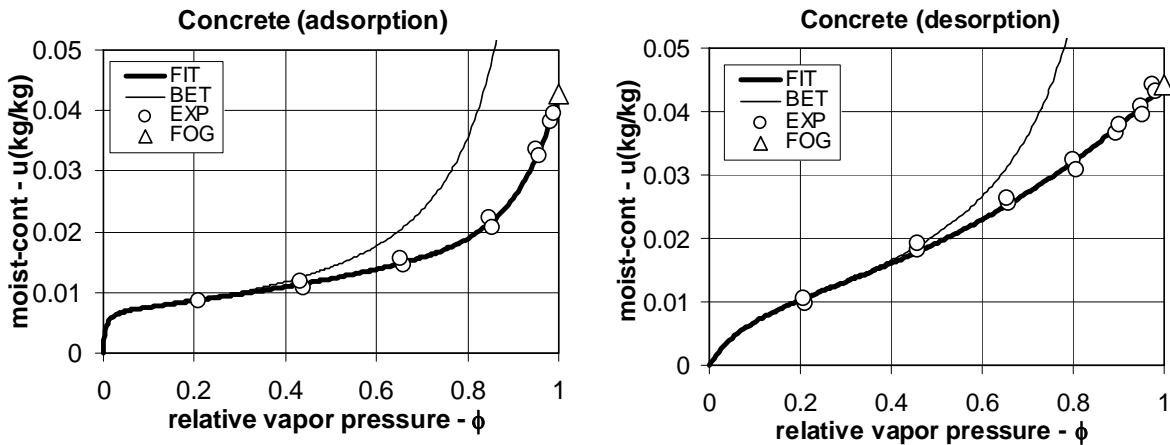 Concrete (adsorption)
moist-cont - u(kg/kg)
0.05
0.04
0.03
0.02
0.01
0
FIT
BET
EXP
FOG
0 0.2 0.4 0.6 0.8 1
relative vapor pressure - ϕ
Concrete (desorption)
moist-cont - u(kg/kg)
0.05
0.04
0.03
0.02
0.01
0
FIT
BET
EXP
FOG
0 0.2 0.4 0.6 0.8 1
relative vapor pressure - ϕ